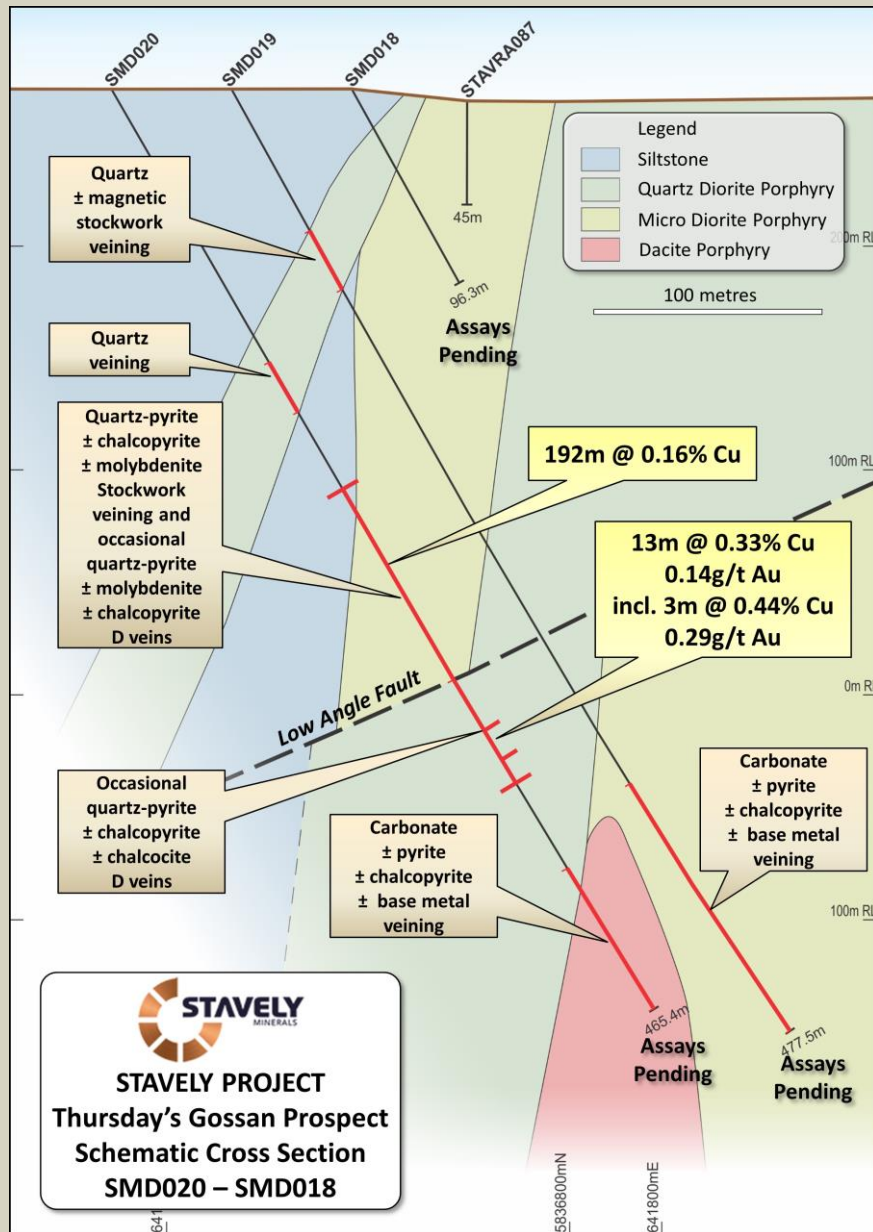 SMD020
SMD019
SMD018
STAVRA087
Legend
Siltstone
Quartz Diorite Porphyry
Micro Diorite Porphyry
Dacite Porphyry
100 metres
200m RL
100m RL
0m RL
100m RL
45m
96.3m
Assays
Pending
Quartz
± magnetic
stockwork
veining
Quartz
veining
Quartz-pyrite
± chalcopyrite
± molybdenite
Stockwork
veining and
occasional
quartz-pyrite
± molybdenite
± chalcopyrite
D veins
192m @ 0.16% Cu
13m @ 0.33% Cu
0.14g/t Au
incl. 3m @ 0.44% Cu
0.29g/t Au
Low Angle Fault
Occasional
quartz-pyrite
± chalcopyrite
± chalcocite
D veins
Carbonate
± pyrite
± chalcopyrite
± base metal
veining
Carbonate
± pyrite
± chalcopyrite
± base metal
veining
465.4m
Assays
Pending
477.5m
Assays
Pending
STAVELY
MINERALS
STAVELY PROJECT
Thursday's Gossan Prospect
Schematic Cross Section
SMD020 – SMD018
641
5836800mN
641800mE